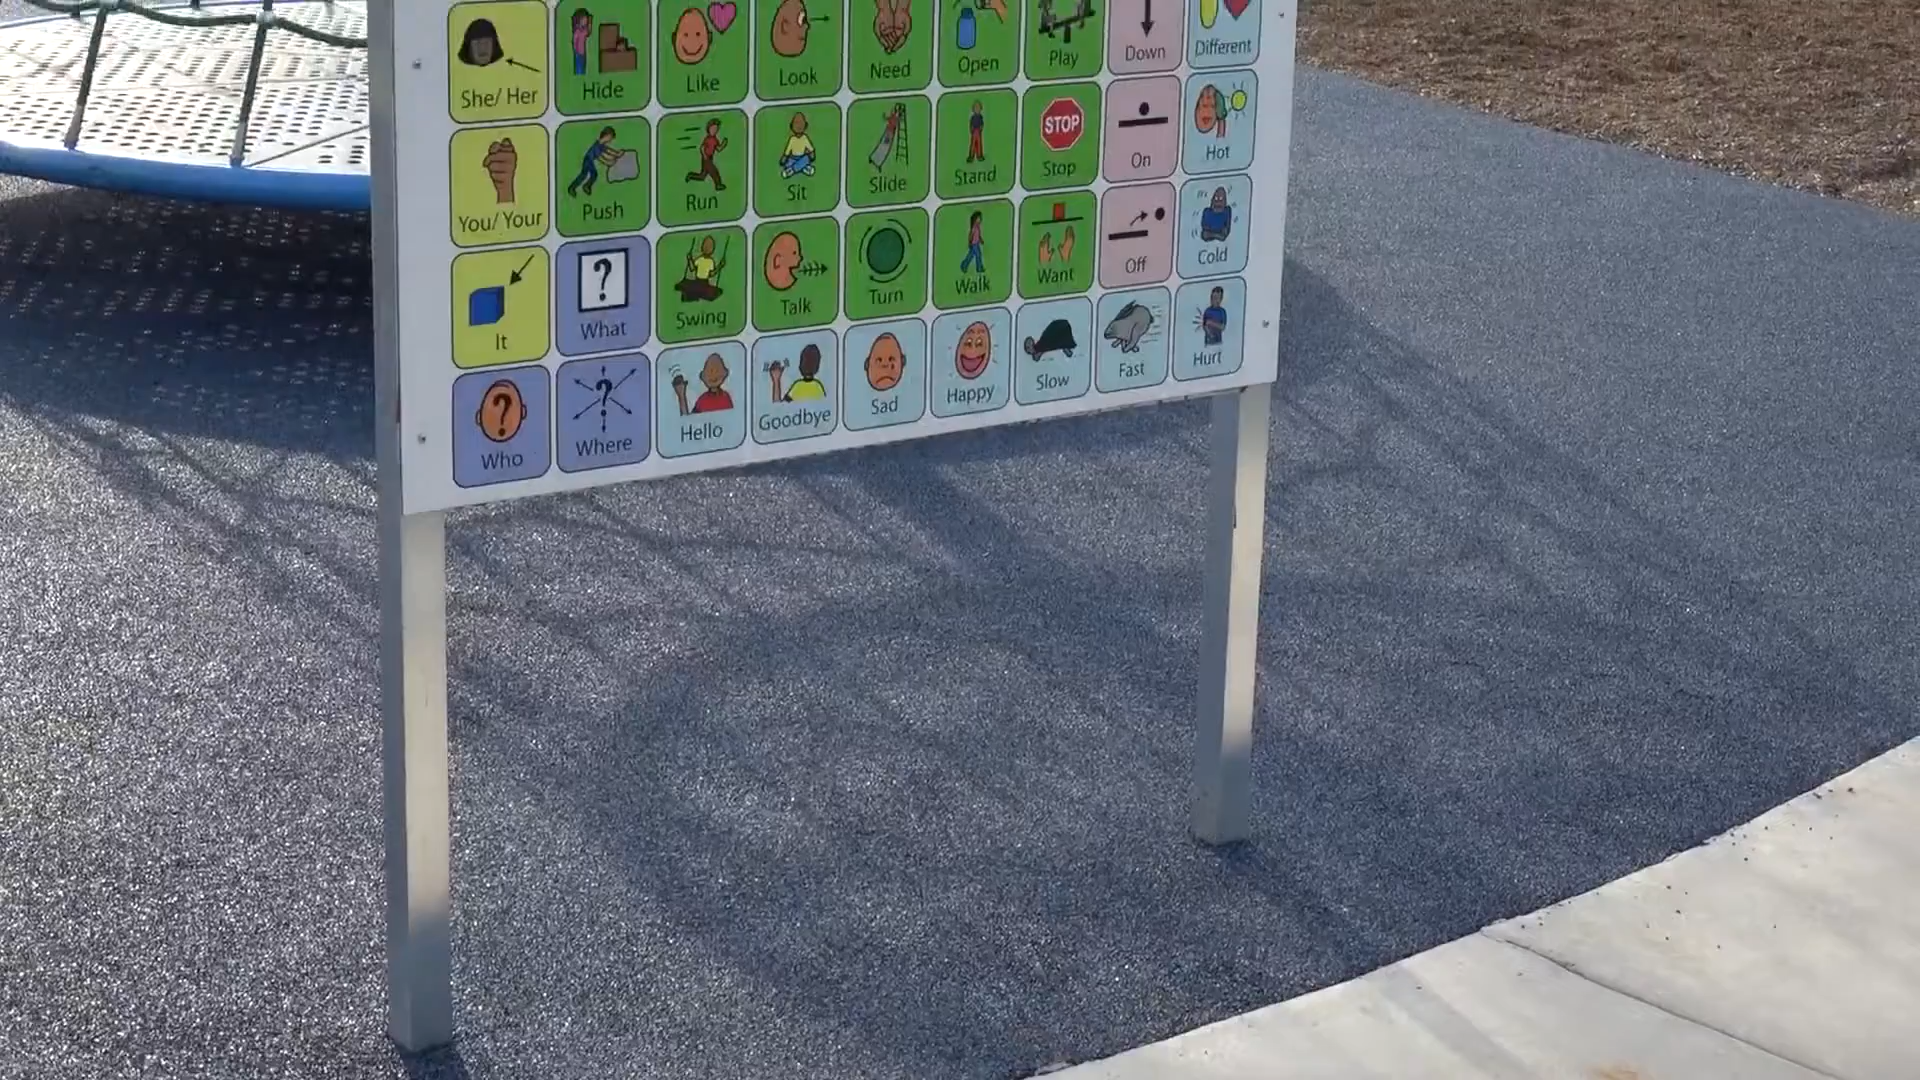 She/ Her
Hide
Like
Look
Need
Open
Play
Down
Different
You/ Your
Push
Run
Sit
Slide
Stand
STOP
Stop
On
Hot
It
?
What
Swing
Talk
Turn
Walk
Want
Off
Cold
?
Who
?
Where
Hello
Goodbye
Sad
Happy
Slow
Fast
Hurt